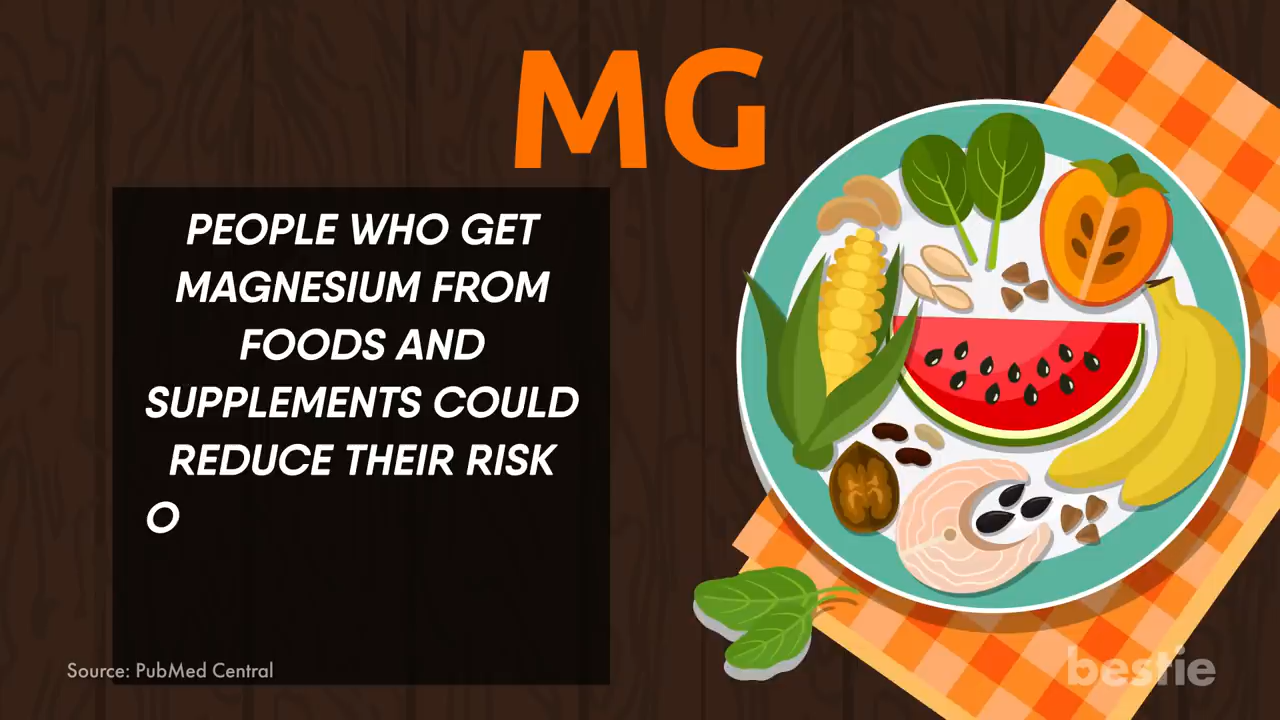 MG
PEOPLE WHO GET
MAGNESIUM FROM
FOODS AND
SUPPLEMENTS COULD
REDUCE THEIR RISK
O
Source: PubMed Central
bestie